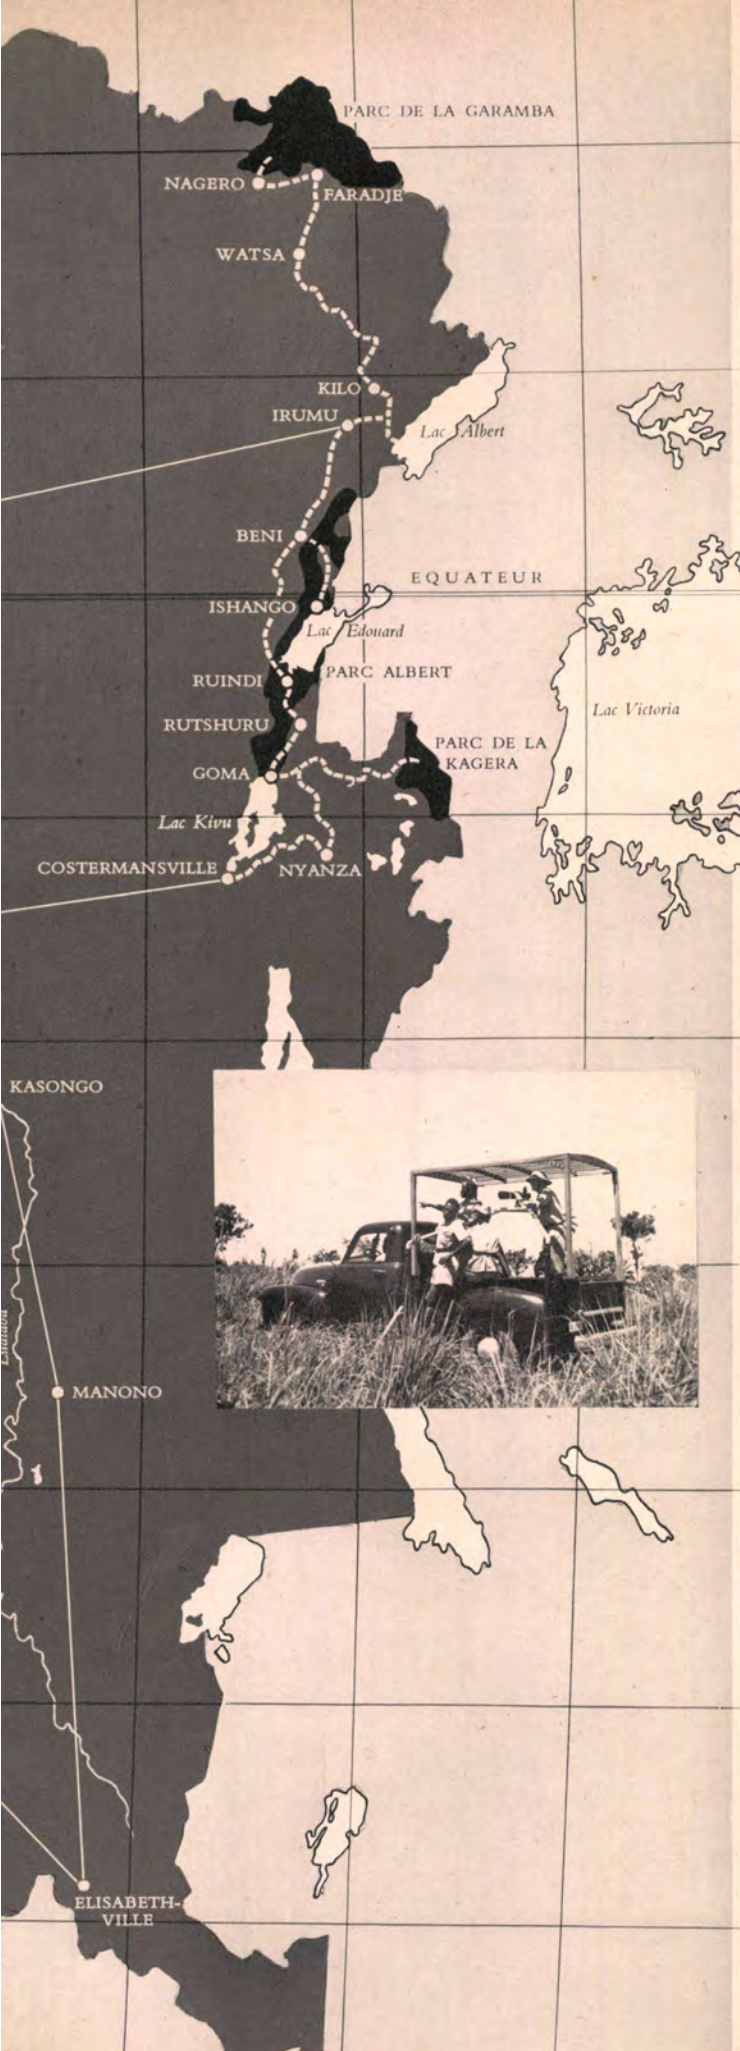 PARC DE LA GARAMBA
NAGERO
FARADJE
WATSA
KILO
IRUMU
Lac Albert
BENI
EQUATEUR
ISHANGO
Lac Edouard
RUINDI
PARC ALBERT
RUTSHURU
Lac Victoria
PARC DE LA
KAGERA
GOMA
Lac Kivu
COSTERMANSVILLE
NYANZA
KASONGO
MANONO
ELISABETH-
VILLE